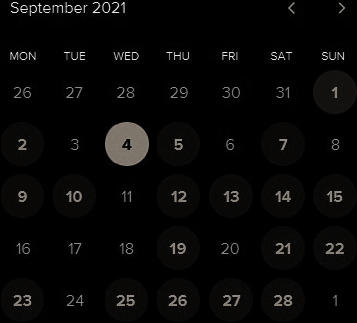 September 2021
MON TUE WED THU FRI SAT SUN
26 27 28 29 30 31 1
2 3 4 5 6 7 8
9 10 11 12 13 14 15
16 17 18 19 20 21 22
23 24 25 26 27 28 1